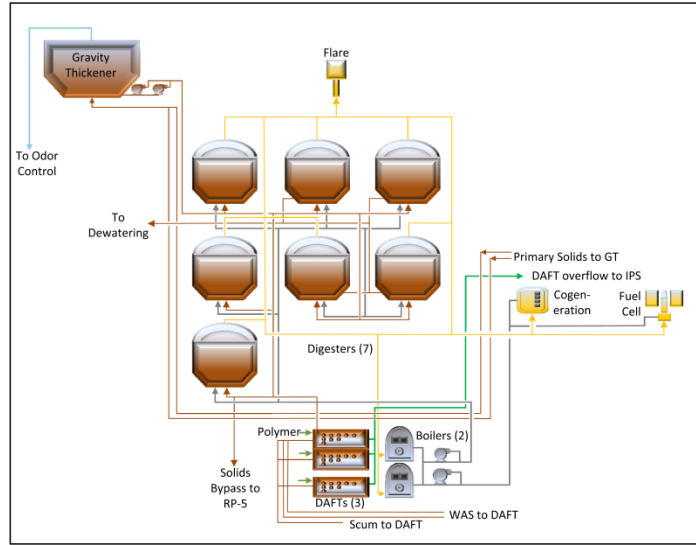 Gravity
Thickener
Flare
To Odor
Control
To
Dewatering
Primary Solids to GT
DAFT overflow to IPS
Cogen-
eration
Fuel
Cell
Digesters (7)
Polymer
Boilers (2)
Solids
Bypass to
RP-5
DAFTs (3)
WAS to DAFT
Scum to DAFT